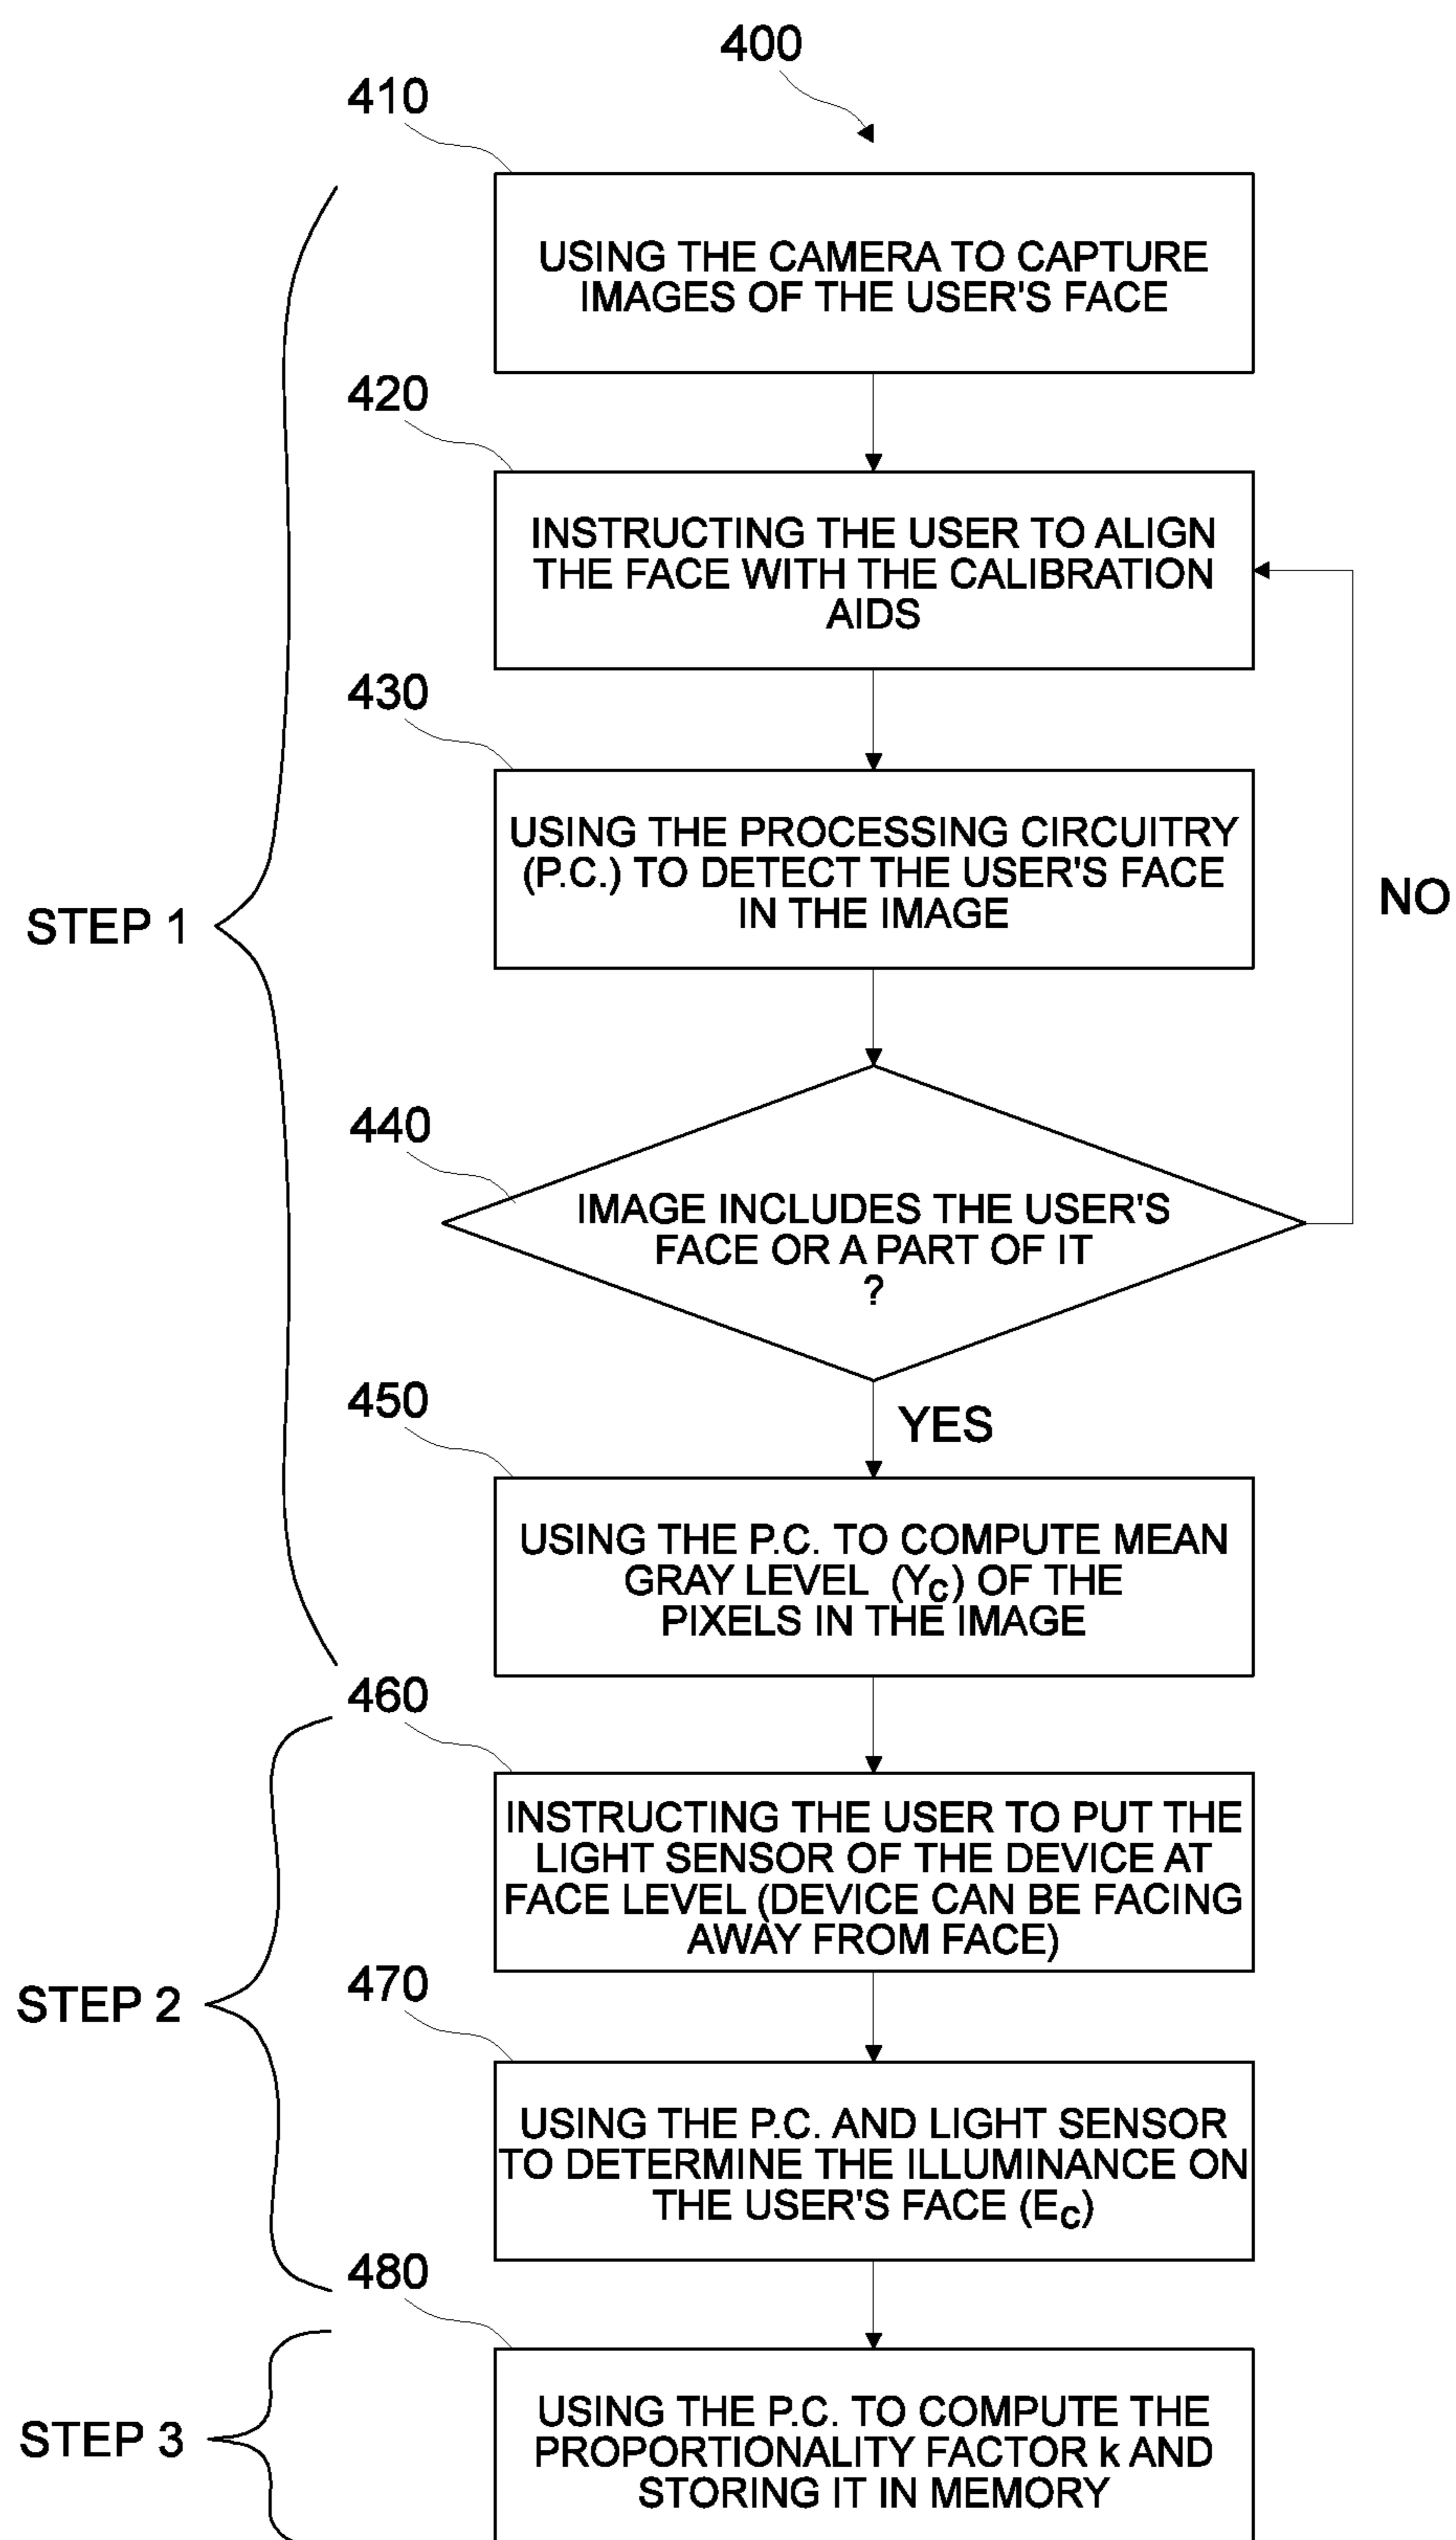 400
410
USING THE CAMERA TO CAPTURE
IMAGES OF THE USER'S FACE
420
INSTRUCTING THE USER TO ALIGN
THE FACE WITH THE CALIBRATION
AIDS
430
USING THE PROCESSING CIRCUITRY
(P.C.) TO DETECT THE USER'S FACE
IN THE IMAGE
NO
STEP 1
440
IMAGE INCLUDES THE USER'S
FACE OR A PART OF IT
?
450
YES
USING THE P.C. TO COMPUTE MEAN
GRAY LEVEL (Yc) OF THE
PIXELS IN THE IMAGE
460
INSTRUCTING THE USER TO PUT THE
LIGHT SENSOR OF THE DEVICE AT
FACE LEVEL (DEVICE CAN BE FACING
AWAY FROM FACE)
STEP 2
470
USING THE P.C. AND LIGHT SENSOR
TO DETERMINE THE ILLUMINANCE ON
THE USER'S FACE (Ec)
480
USING THE P.C. TO COMPUTE THE
PROPORTIONALITY FACTOR k AND
STORING IT IN MEMORY
STEP 3